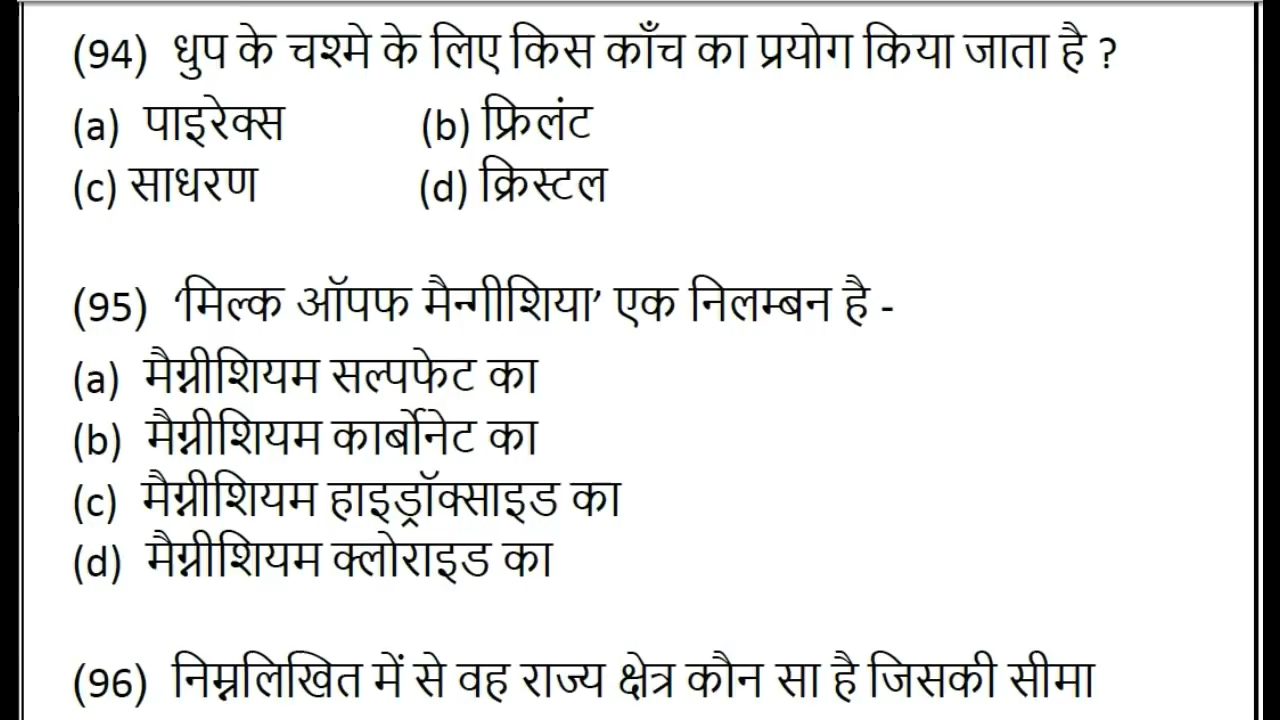 (94) धुप के चश्मे के लिए किस काँच का प्रयोग किया जाता है ?
(a) पाइरेक्स (b) फ्रिलंट
(c) साधरण (d) क्रिस्टल
(95) ‘मिल्क ऑपफ मैन्गीशिया’ एक निलम्बन है -
(a) मैग्नीशियम सल्पफेट का
(b) मैग्नीशियम कार्बोनेट का
(c) मैग्नीशियम हाइड्रॉक्साइड का
(d) मैग्नीशियम क्लोराइड का
(96) निम्नलिखित में से वह राज्य क्षेत्र कौन सा है जिसकी सीमा